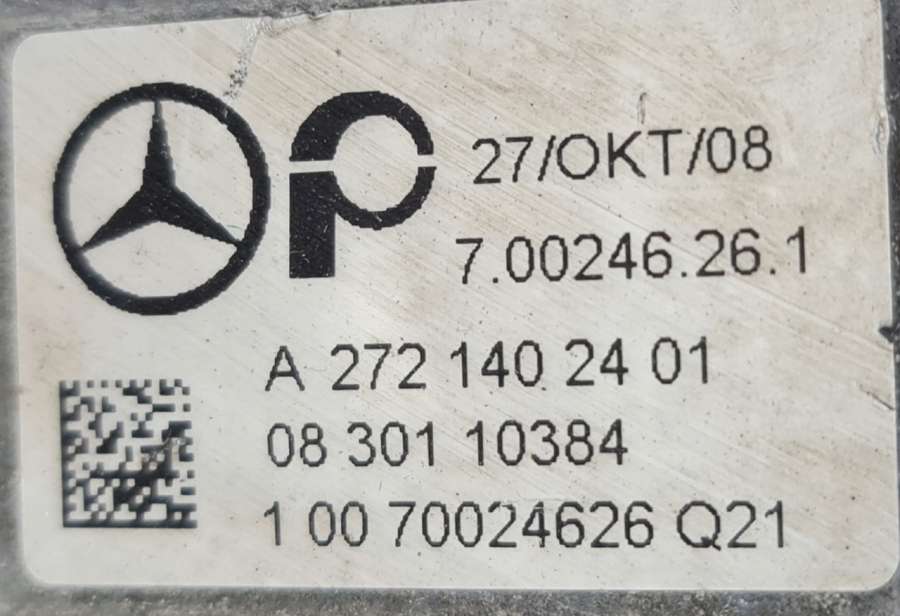 27/OKT/08
7.00246.26.1
A 272 140 24 01
08 301 10384
1 00 70024626 Q21